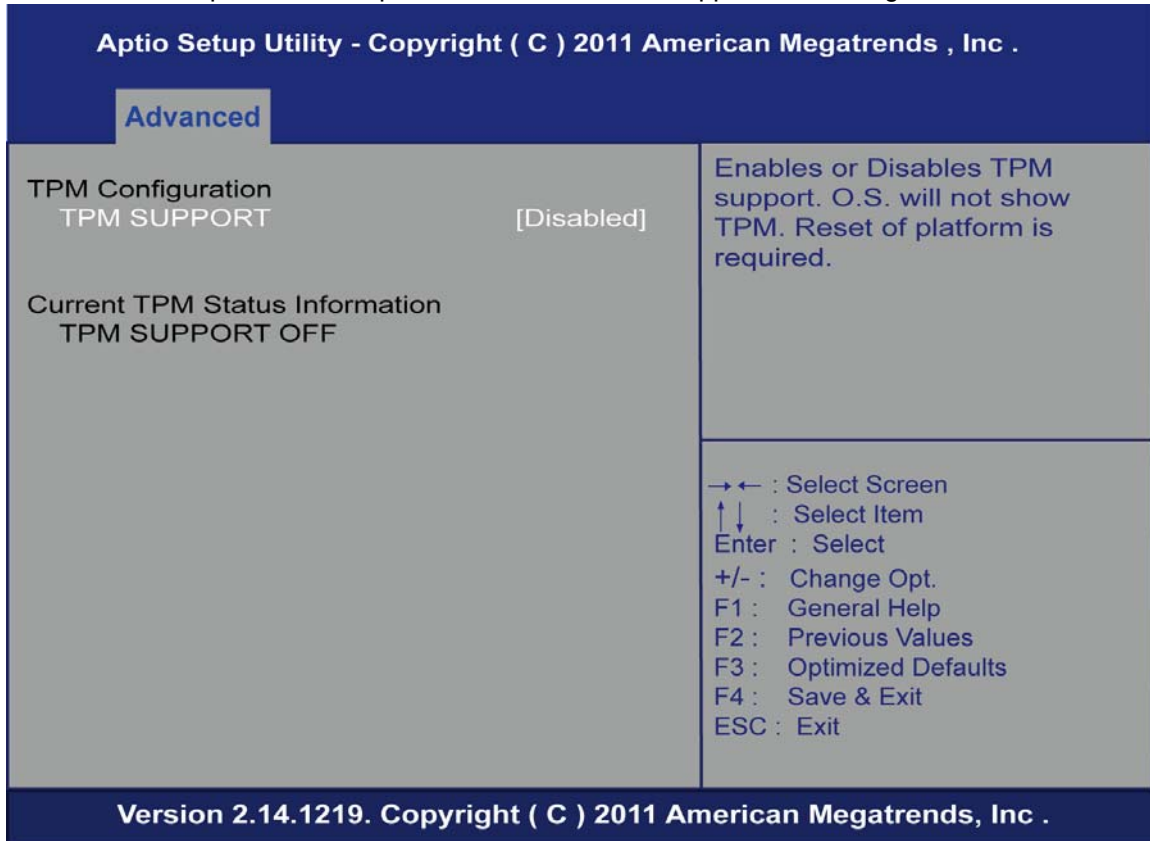 Aptio Setup Utility - Copyright ( C ) 2011 American Megatrends , Inc .
Advanced
TPM Configuration
TPM SUPPORT [Disabled]
Current TPM Status Information
TPM SUPPORT OFF
Enables or Disables TPM
support. O.S. will not show
TPM. Reset of platform is
required.
→← : Select Screen
↑↓ : Select Item
Enter : Select
+/- : Change Opt.
F1 : General Help
F2 : Previous Values
F3 : Optimized Defaults
F4 : Save & Exit
ESC : Exit
Version 2.14.1219. Copyright ( C ) 2011 American Megatrends, Inc .